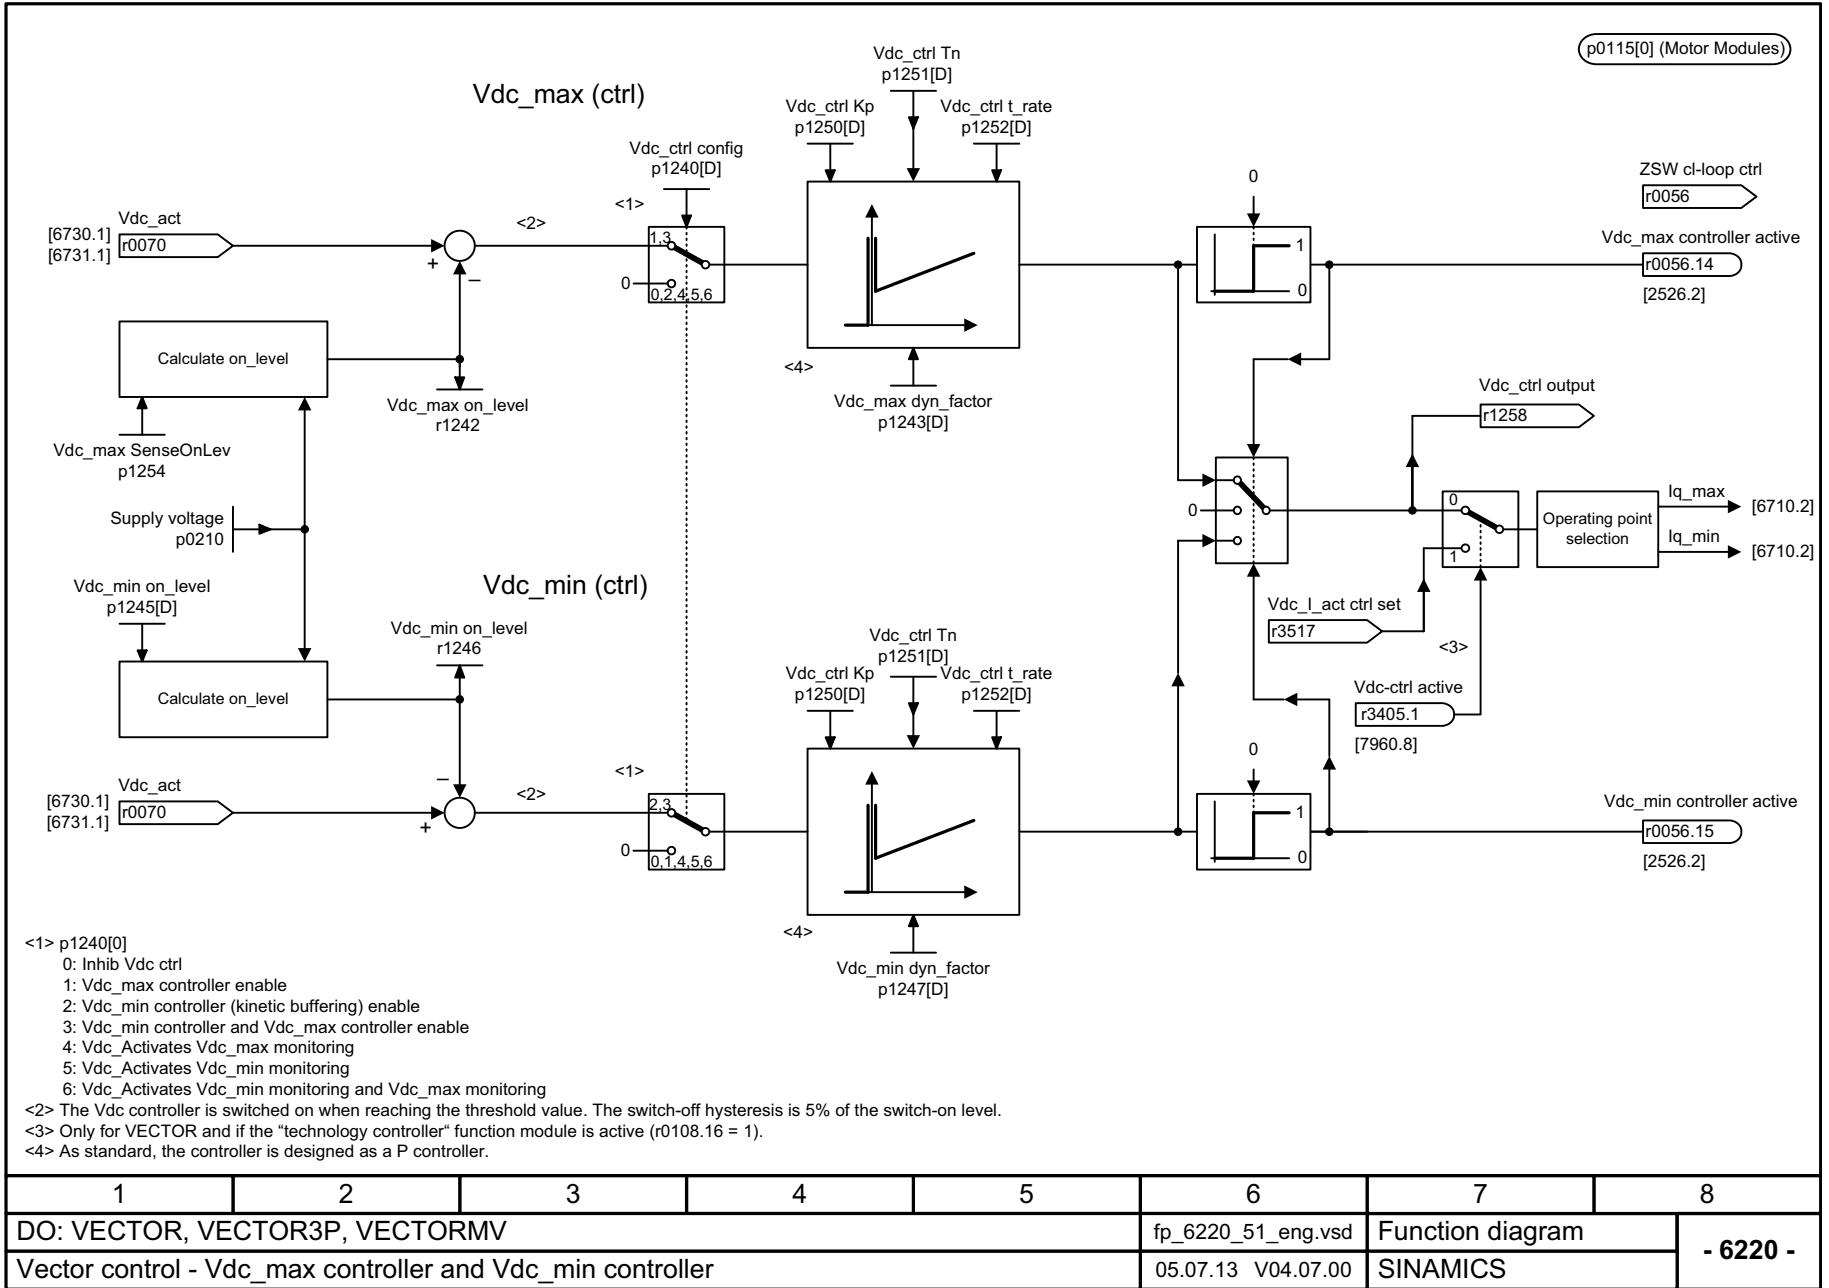 p0115[0] (Motor Modules)
Vdc_max (ctrl)
Vdc_ctrl Tn
p1251[D]
Vdc_ctrl Kp
p1250[D]
Vdc_ctrl t_rate
p1252[D]
Vdc_ctrl config
p1240[D]
<1>
<2>
Vdc_act
[6730.1]
[6731.1]
r0070
+
–
1,3
0
0,2,4,5,6
0
1
0
ZSW cl-loop ctrl
r0056
Vdc_max controller active
r0056.14
[2526.2]
Calculate on_level
Vdc_max on_level
r1242
<4>
Vdc_max dyn_factor
p1243[D]
Vdc_max SenseOnLev
p1254
Vdc_ctrl output
r1258
Supply voltage
p0210
0
0
1
Operating point
selection
Iq_max
[6710.2]
Iq_min
[6710.2]
Vdc_min (ctrl)
Vdc_min on_level
p1245[D]
Vdc_min on_level
r1246
Calculate on_level
Vdc_I_act ctrl set
r3517
<3>
Vdc-ctrl active
r3405.1
[7960.8]
Vdc_ctrl Tn
p1251[D]
Vdc_ctrl Kp
p1250[D]
Vdc_ctrl t_rate
p1252[D]
Vdc_act
[6730.1]
[6731.1]
r0070
–
+
<2>
<1>
2,3
0
0,1,4,5,6
0
1
0
Vdc_min controller active
r0056.15
[2526.2]
<4>
Vdc_min dyn_factor
p1247[D]
<1> p1240[0]
0: Inhib Vdc ctrl
1: Vdc_max controller enable
2: Vdc_min controller (kinetic buffering) enable
3: Vdc_min controller and Vdc_max controller enable
4: Vdc_Activates Vdc_max monitoring
5: Vdc_Activates Vdc_min monitoring
6: Vdc_Activates Vdc_min monitoring and Vdc_max monitoring
<2> The Vdc controller is switched on when reaching the threshold value. The switch-off hysteresis is 5% of the switch-on level.
<3> Only for VECTOR and if the “technology controller“ function module is active (r0108.16 = 1).
<4> As standard, the controller is designed as a P controller.
1 2 3 4 5 6 7 8
DO: VECTOR, VECTOR3P, VECTORMV
fp_6220_51_eng.vsd
Function diagram
- 6220 -
Vector control - Vdc_max controller and Vdc_min controller
05.07.13 V04.07.00
SINAMICS